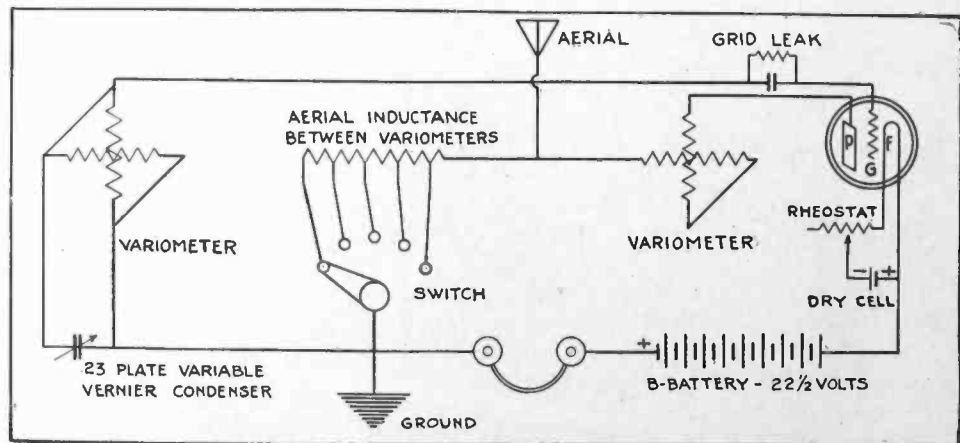 AERIAL
GRID LEAK
AERIAL INDUCTANCE
BETWEEN VARIOMETERS
P
G
F
RHEOSTAT
VARIOMETER
VARIOMETER
SWITCH
- +
DRY CELL
+
23 PLATE VARIABLE
VERNIER CONDENSER
B-BATTERY - 22½ VOLTS
GROUND